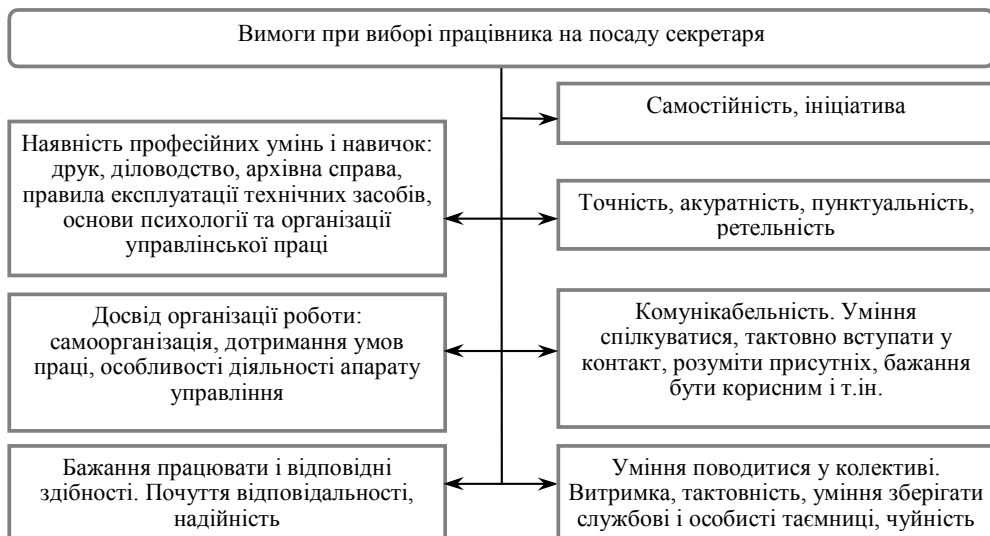 Вимоги при виборі працівника на посаду секретаря
Самостійність, ініціатива
Наявність професійних умінь і навичок:
друк, діловодство, архівна справа,
правила експлуатації технічних засобів,
основи психології та організації
управлінської праці
Точність, акуратність, пунктуальність,
ретельність
Досвід організації роботи:
самоорганізація, дотримання умов
праці, особливості діяльності апарату
управління
Комунікабельність. Уміння
спілкуватися, тактовно вступати у
контакт, розуміти присутніх, бажання
бути корисним і т.ін.
Бажання працювати і відповідні
здібності. Почуття відповідальності,
надійність
Уміння поводитися у колективі.
Витримка, тактовність, уміння зберігати
службові і особисті таємниці, чуйність